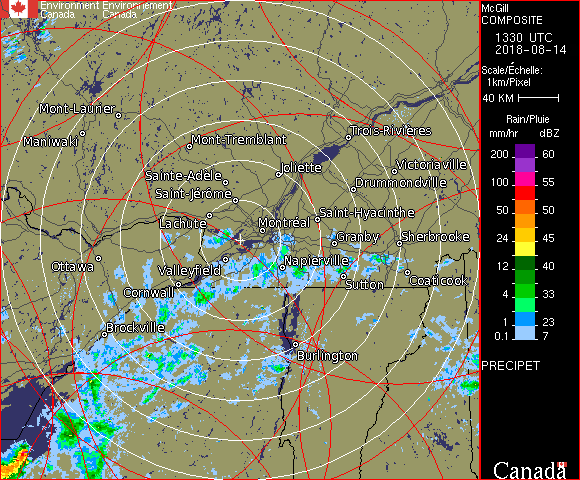 Environment Environnement
Canada Canada
McGill
COMPOSITE
1330 UTC
2018-08-14
Scale/Échelle:
1km/Pixel
40 KM
Rain/Pluie
mm/hr dBZ
200 60
100 55
50 50
24 45
12 40
4 33
1 23
0.1 7
PRECIPET
Canada
Mont-Laurier
Maniwaki
Mont-Tremblant
Trois-Rivières
Joliette
Victoriaville
Sainte-Adèle
Drummondville
Saint-Jérôme
Saint-Hyacinthe
Lachute
Montréal
Granby
Sherbrooke
Ottawa
Valleyfield
Napierville
Coaticook
Sutton
Cornwall
Brockville
Burlington